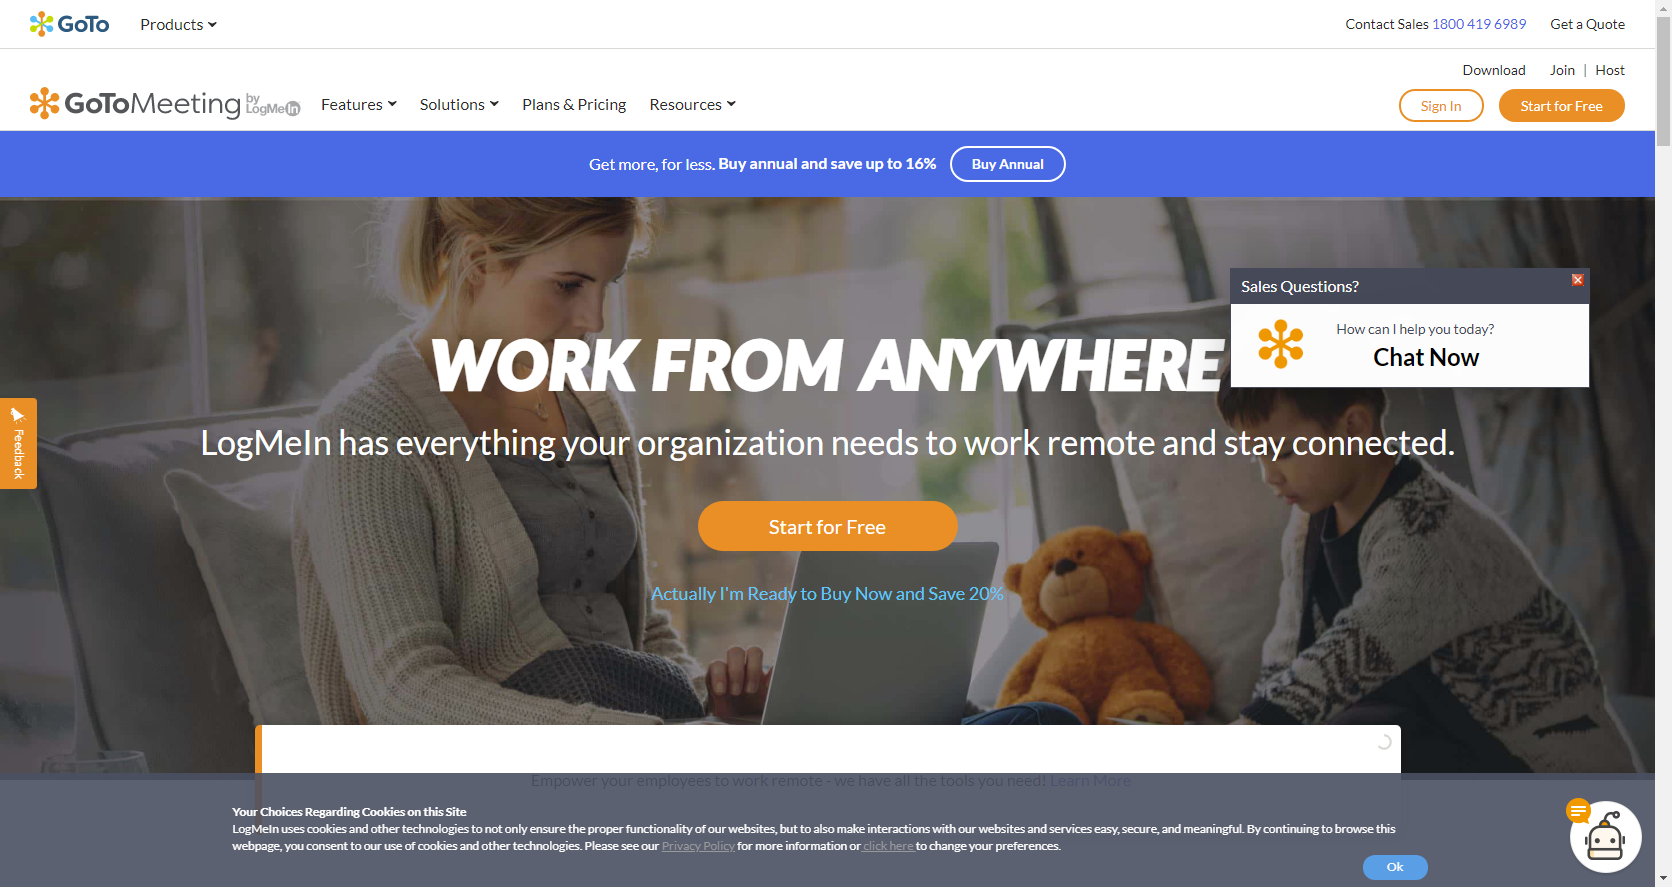 GoTo
Products
Contact Sales 1800 419 6989
Get a Quote
Download
Join | Host
GoToMeeting by LogMeIn
Features
Solutions
Plans & Pricing
Resources
Sign In
Start for Free
Get more, for less. Buy annual and save up to 16%
Buy Annual
Sales Questions?
How can I help you today?
Chat Now
WORK FROM ANYWHERE
Feedback
LogMeIn has everything your organization needs to work remote and stay connected.
Start for Free
Actually I'm Ready to Buy Now and Save 20%
Empower your employees to work remote - we have all the tools you need! Learn More
Your Choices Regarding Cookies on this Site
LogMeIn uses cookies and other technologies to not only ensure the proper functionality of our websites, but to also make interactions with our websites and services easy, secure, and meaningful. By continuing to browse this
webpage, you consent to our use of cookies and other technologies. Please see our Privacy Policy for more information or click here to change your preferences.
Ok